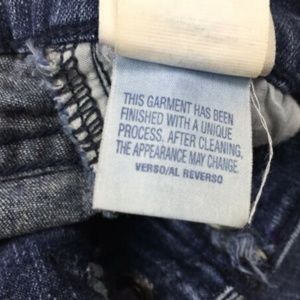 THIS GARMENT HAS BEEN
FINISHED WITH A UNIQUE
PROCESS. AFTER CLEANING,
THE APPEARANCE MAY CHANGE.
VERSO/AL REVERSO